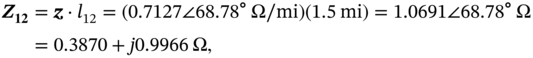 Z₁₂ = z · l₁₂ = (0.7127∠68.78° Ω/mi)(1.5 mi) = 1.0691∠68.78° Ω
= 0.3870 + j0.9966 Ω,